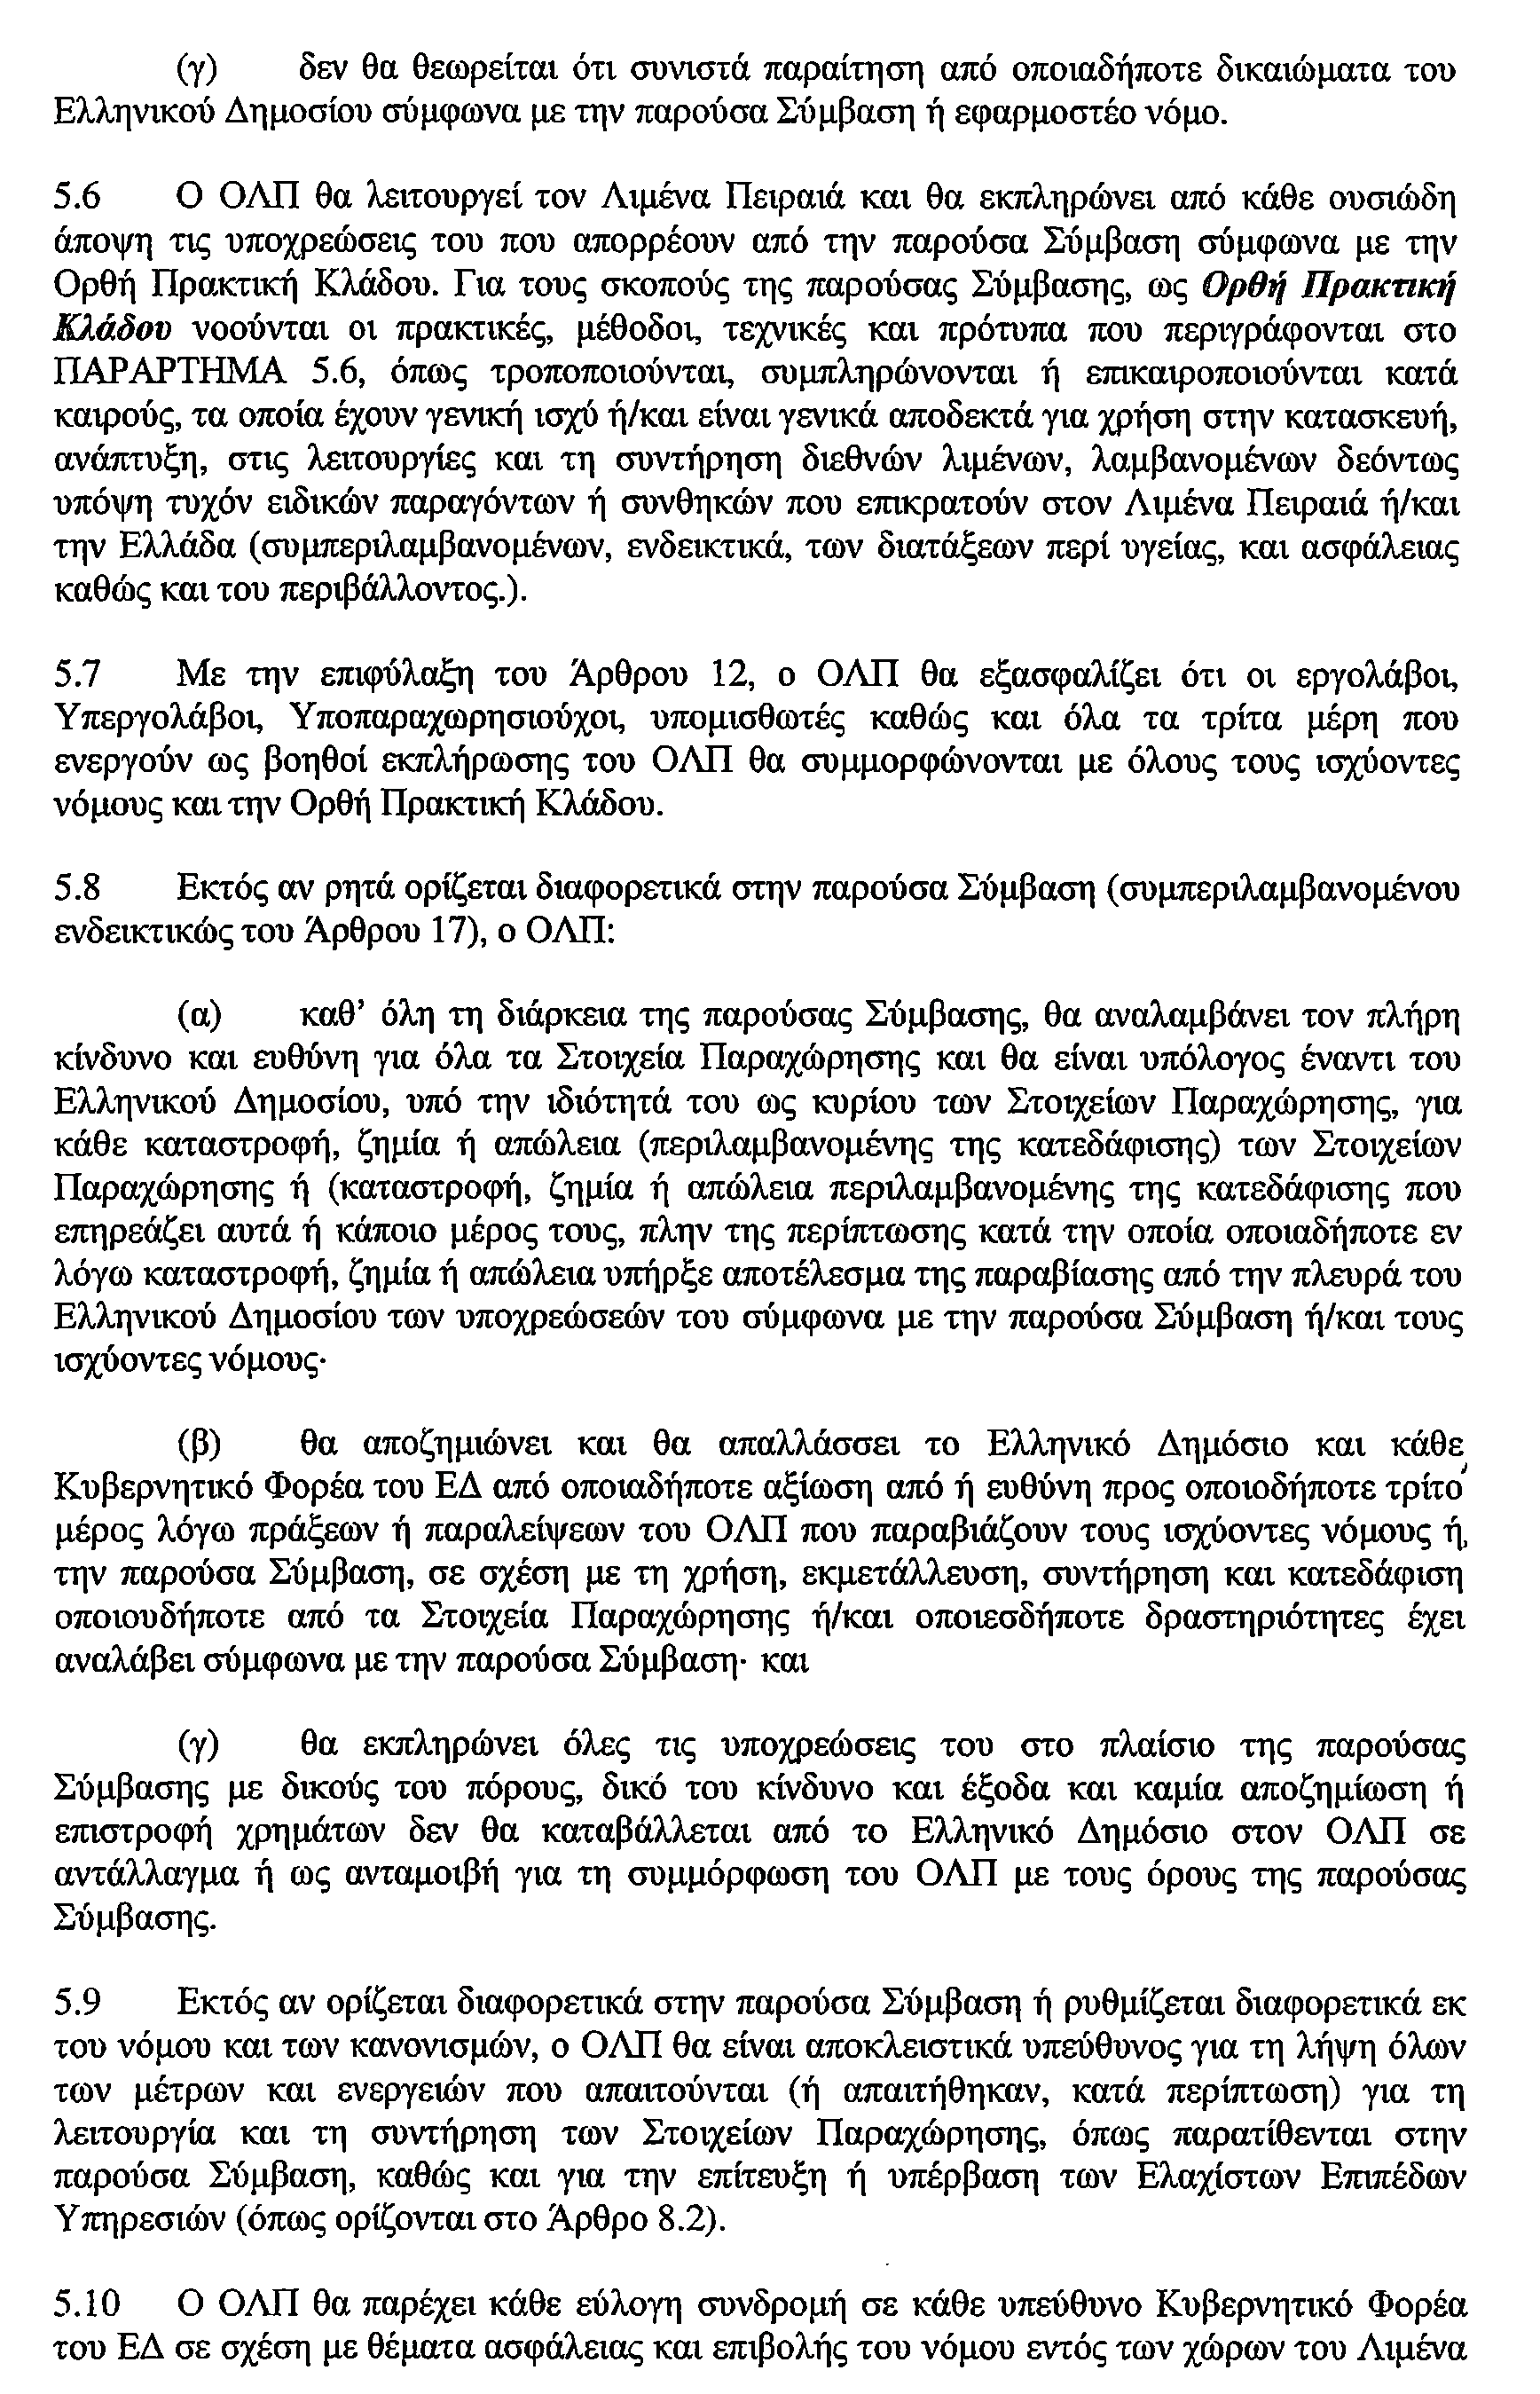 (γ) δεν θα θεωρείται ότι συνιστά παραίτηση από οποιαδήποτε δικαιώματα του
Ελληνικού Δημοσίου σύμφωνα με την παρούσα Σύμβαση ή εφαρμοστέο νόμο.
5.6 Ο ΟΛΠ θα λειτουργεί τον Λιμένα Πειραιά και θα εκπληρώνει από κάθε ουσιώδη
άποψη τις υποχρεώσεις του που απορρέουν από την παρούσα Σύμβαση σύμφωνα με την
Ορθή Πρακτική Κλάδου. Για τους σκοπούς της παρούσας Σύμβασης, ως Ορθή Πρακτική
Κλάδου νοούνται οι πρακτικές, μέθοδοι, τεχνικές και πρότυπα που περιγράφονται στο
ΠΑΡΑΡΤΗΜΑ 5.6, όπως τροποποιούνται, συμπληρώνονται ή επικαιροποιούνται κατά
καιρούς, τα οποία έχουν γενική ισχύ ή/και είναι γενικά αποδεκτά για χρήση στην κατασκευή,
ανάπτυξη, στις λειτουργίες και τη συντήρηση διεθνών λιμένων, λαμβανομένων δεόντως
υπόψη τυχόν ειδικών παραγόντων ή συνθηκών που επικρατούν στον Λιμένα Πειραιά ή/και
την Ελλάδα (συμπεριλαμβανομένων, ενδεικτικά, των διατάξεων περί υγείας, και ασφάλειας
καθώς και του περιβάλλοντος.).
5.7 Με την επιφύλαξη του Άρθρου 12, ο ΟΛΠ θα εξασφαλίζει ότι οι εργολάβοι,
Υπεργολάβοι, Υποπαραχωρησιούχοι, υπομισθωτές καθώς και όλα τα τρίτα μέρη που
ενεργούν ως βοηθοί εκπλήρωσης του ΟΛΠ θα συμμορφώνονται με όλους τους ισχύοντες
νόμους και την Ορθή Πρακτική Κλάδου.
5.8 Εκτός αν ρητά ορίζεται διαφορετικά στην παρούσα Σύμβαση (συμπεριλαμβανομένου
ενδεικτικώς του Άρθρου 17), ο ΟΛΠ:
(α) καθ’ όλη τη διάρκεια της παρούσας Σύμβασης, θα αναλαμβάνει τον πλήρη
κίνδυνο και ευθύνη για όλα τα Στοιχεία Παραχώρησης και θα είναι υπόλογος έναντι του
Ελληνικού Δημοσίου, υπό την ιδιότητά του ως κυρίου των Στοιχείων Παραχώρησης, για
κάθε καταστροφή, ζημία ή απώλεια (περιλαμβανομένης της κατεδάφισης) των Στοιχείων
Παραχώρησης ή (καταστροφή, ζημία ή απώλεια περιλαμβανομένης της κατεδάφισης που
επηρεάζει αυτά ή κάποιο μέρος τους, πλην της περίπτωσης κατά την οποία οποιαδήποτε εν
λόγω καταστροφή, ζημία ή απώλεια υπήρξε αποτέλεσμα της παραβίασης από την πλευρά του
Ελληνικού Δημοσίου των υποχρεώσεών του σύμφωνα με την παρούσα Σύμβαση ή/και τους
ισχύοντες νόμους·
(β) θα αποζημιώνει και θα απαλλάσσει το Ελληνικό Δημόσιο και κάθε
Κυβερνητικό Φορέα του ΕΔ από οποιαδήποτε αξίωση από ή ευθύνη προς οποιοδήποτε τρίτο
μέρος λόγω πράξεων ή παραλείψεων του ΟΛΠ που παραβιάζουν τους ισχύοντες νόμους ή,
την παρούσα Σύμβαση, σε σχέση με τη χρήση, εκμετάλλευση, συντήρηση και κατεδάφιση
οποιουδήποτε από τα Στοιχεία Παραχώρησης ή/και οποιεσδήποτε δραστηριότητες έχει
αναλάβει σύμφωνα με την παρούσα Σύμβαση· και
(γ) θα εκπληρώνει όλες τις υποχρεώσεις του στο πλαίσιο της παρούσας
Σύμβασης με δικούς του πόρους, δικό του κίνδυνο και έξοδα και καμία αποζημίωση ή
επιστροφή χρημάτων δεν θα καταβάλλεται από το Ελληνικό Δημόσιο στον ΟΛΠ σε
αντάλλαγμα ή ως ανταμοιβή για τη συμμόρφωση του ΟΛΠ με τους όρους της παρούσας
Σύμβασης.
5.9 Εκτός αν ορίζεται διαφορετικά στην παρούσα Σύμβαση ή ρυθμίζεται διαφορετικά εκ
του νόμου και των κανονισμών, ο ΟΛΠ θα είναι αποκλειστικά υπεύθυνος για τη λήψη όλων
των μέτρων και ενεργειών που απαιτούνται (ή απαιτήθηκαν, κατά περίπτωση) για τη
λειτουργία και τη συντήρηση των Στοιχείων Παραχώρησης, όπως παρατίθενται στην
παρούσα Σύμβαση, καθώς και για την επίτευξη ή υπέρβαση των Ελαχίστων Επιπέδων
Υπηρεσιών (όπως ορίζονται στο Άρθρο 8.2).
5.10 Ο ΟΛΠ θα παρέχει κάθε εύλογη συνδρομή σε κάθε υπεύθυνο Κυβερνητικό Φορέα
του ΕΔ σε σχέση με θέματα ασφάλειας και επιβολής του νόμου εντός των χώρων του Λιμένα